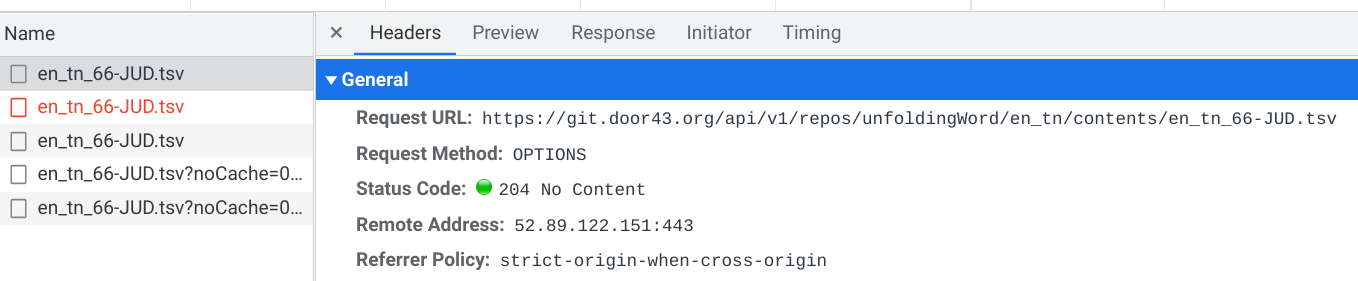 Name
en_tn_66-JUD.tsv
en_tn_66-JUD.tsv
en_tn_66-JUD.tsv
en_tn_66-JUD.tsv?noCache=0...
en_tn_66-JUD.tsv?noCache=0...
× Headers Preview Response Initiator Timing
General
Request URL: https://git.door43.org/api/v1/repos/unfoldingWord/en_tn/contents/en_tn_66-JUD.tsv
Request Method: OPTIONS
Status Code: 204 No Content
Remote Address: 52.89.122.151:443
Referrer Policy: strict-origin-when-cross-origin